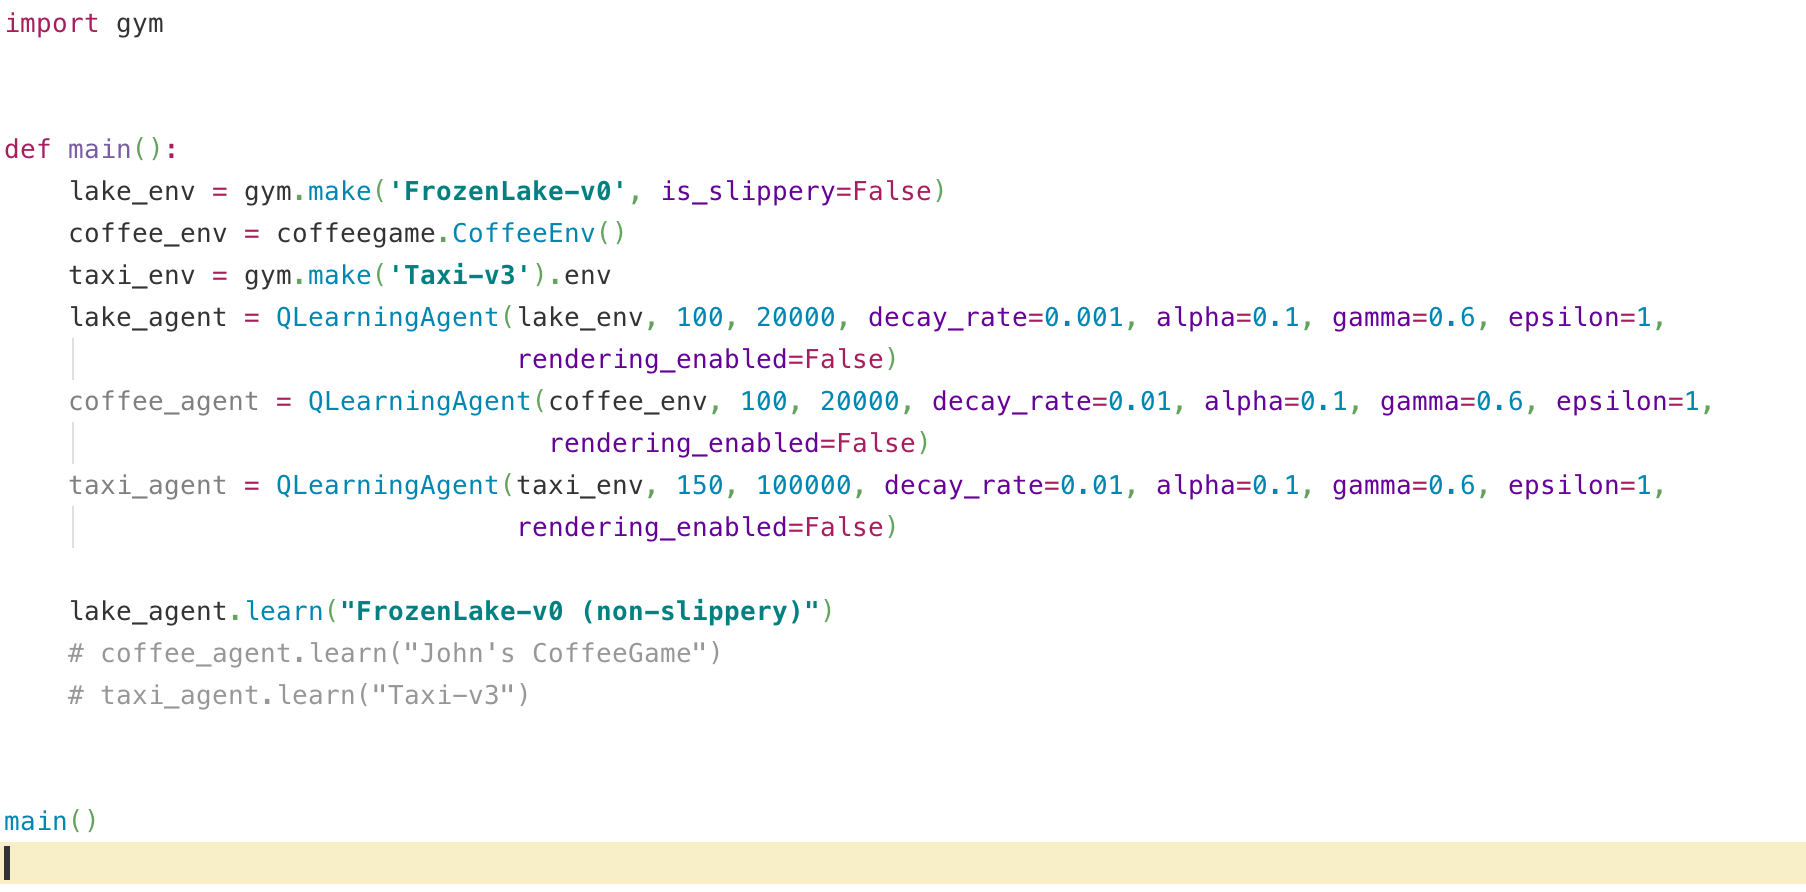 import gym
def main():
    lake_env = gym.make('FrozenLake-v0', is_slippery=False)
    coffee_env = coffeegame.CoffeeEnv()
    taxi_env = gym.make('Taxi-v3').env
    lake_agent = QLearningAgent(lake_env, 100, 20000, decay_rate=0.001, alpha=0.1, gamma=0.6, epsilon=1,
                                rendering_enabled=False)
    coffee_agent = QLearningAgent(coffee_env, 100, 20000, decay_rate=0.01, alpha=0.1, gamma=0.6, epsilon=1,
                                  rendering_enabled=False)
    taxi_agent = QLearningAgent(taxi_env, 150, 100000, decay_rate=0.01, alpha=0.1, gamma=0.6, epsilon=1,
                                rendering_enabled=False)
    lake_agent.learn("FrozenLake-v0 (non-slippery)")
    # coffee_agent.learn("John's CoffeeGame")
    # taxi_agent.learn("Taxi-v3")
main()